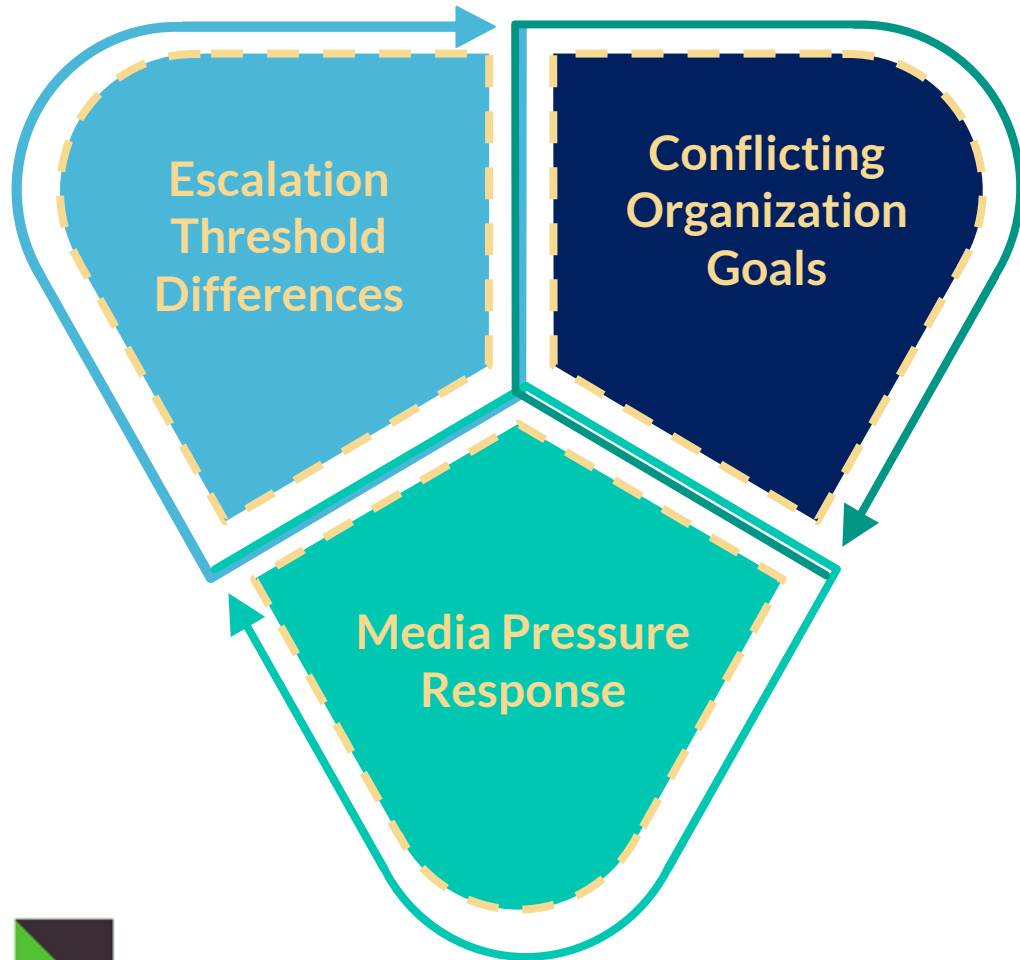 Escalation
Threshold
Differences
Conflicting
Organization
Goals
Media Pressure
Response